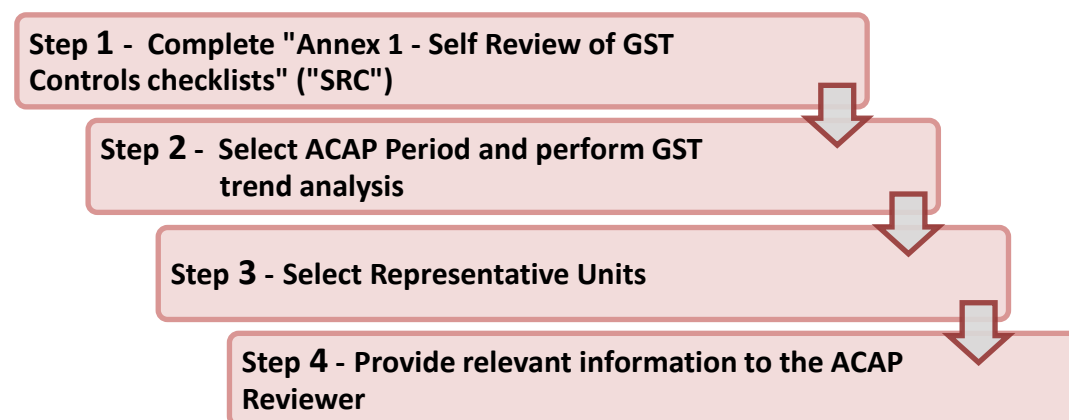 Step 1 - Complete "Annex 1 - Self Review of GST
Controls checklists" ("SRC")
Step 2 - Select ACAP Period and perform GST
trend analysis
Step 3 - Select Representative Units
Step 4 - Provide relevant information to the ACAP
Reviewer